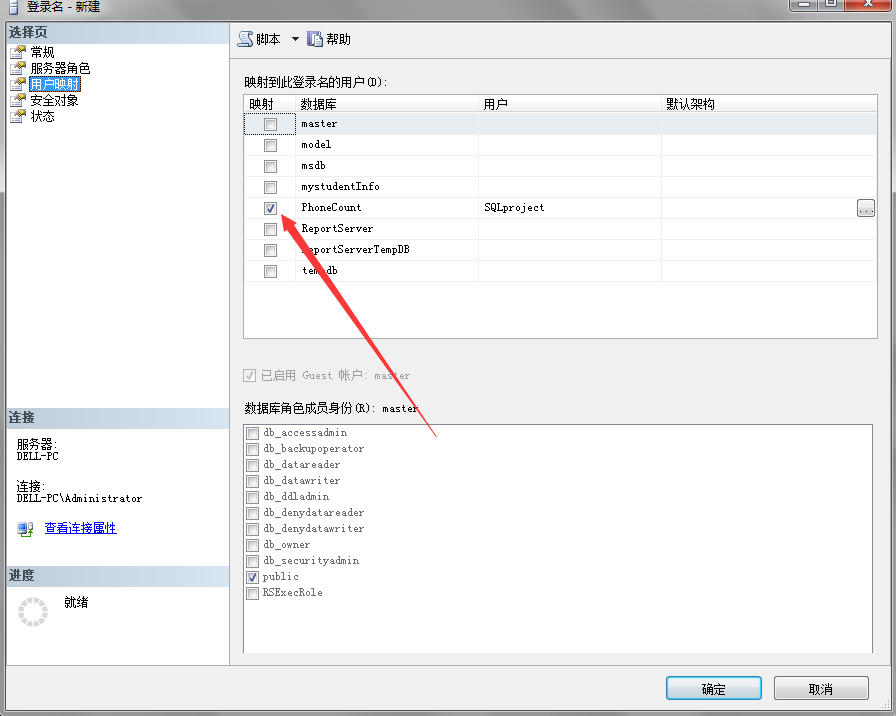 登录名 - 新建
选择页
常规
服务器角色
用户映射
安全对象
状态
脚本
帮助
映射到此登录名的用户(D):
映射 数据库 用户 默认架构
master
model
msdb
mystudentInfo
PhoneCount SQLproject ...
ReportServer
ReportServerTempDB
tempdb
已启用 Guest 帐户: master
数据库角色成员身份(R): master
db_accessadmin
db_backupoperator
db_datareader
db_datawriter
db_ddladmin
db_denydatareader
db_denydatawriter
db_owner
db_securityadmin
public
RSExecRole
连接
服务器:
DELL-PC
连接:
DELL-PC\Administrator
查看连接属性
进度
就绪
确定
取消